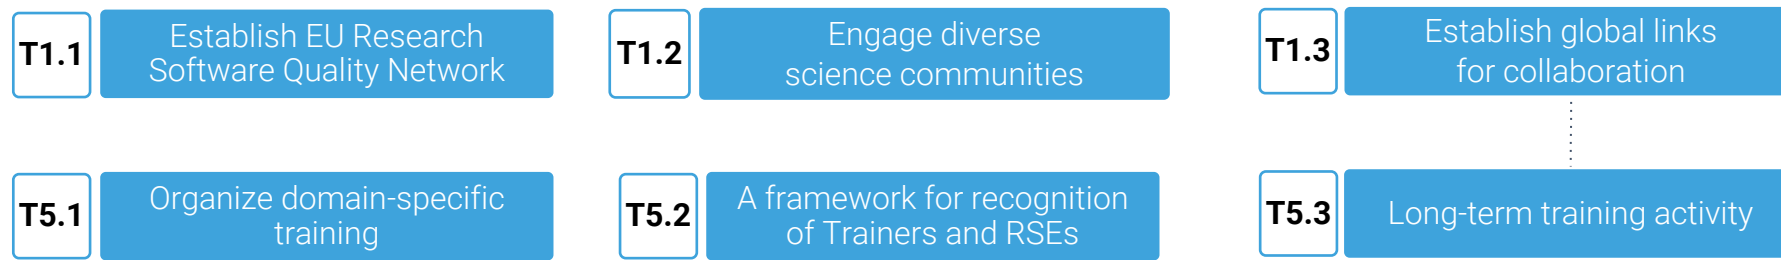 T1.1
Establish EU Research
Software Quality Network
T1.2
Engage diverse
science communities
T1.3
Establish global links
for collaboration
T5.1
Organize domain-specific
training
T5.2
A framework for recognition
of Trainers and RSEs
T5.3
Long-term training activity